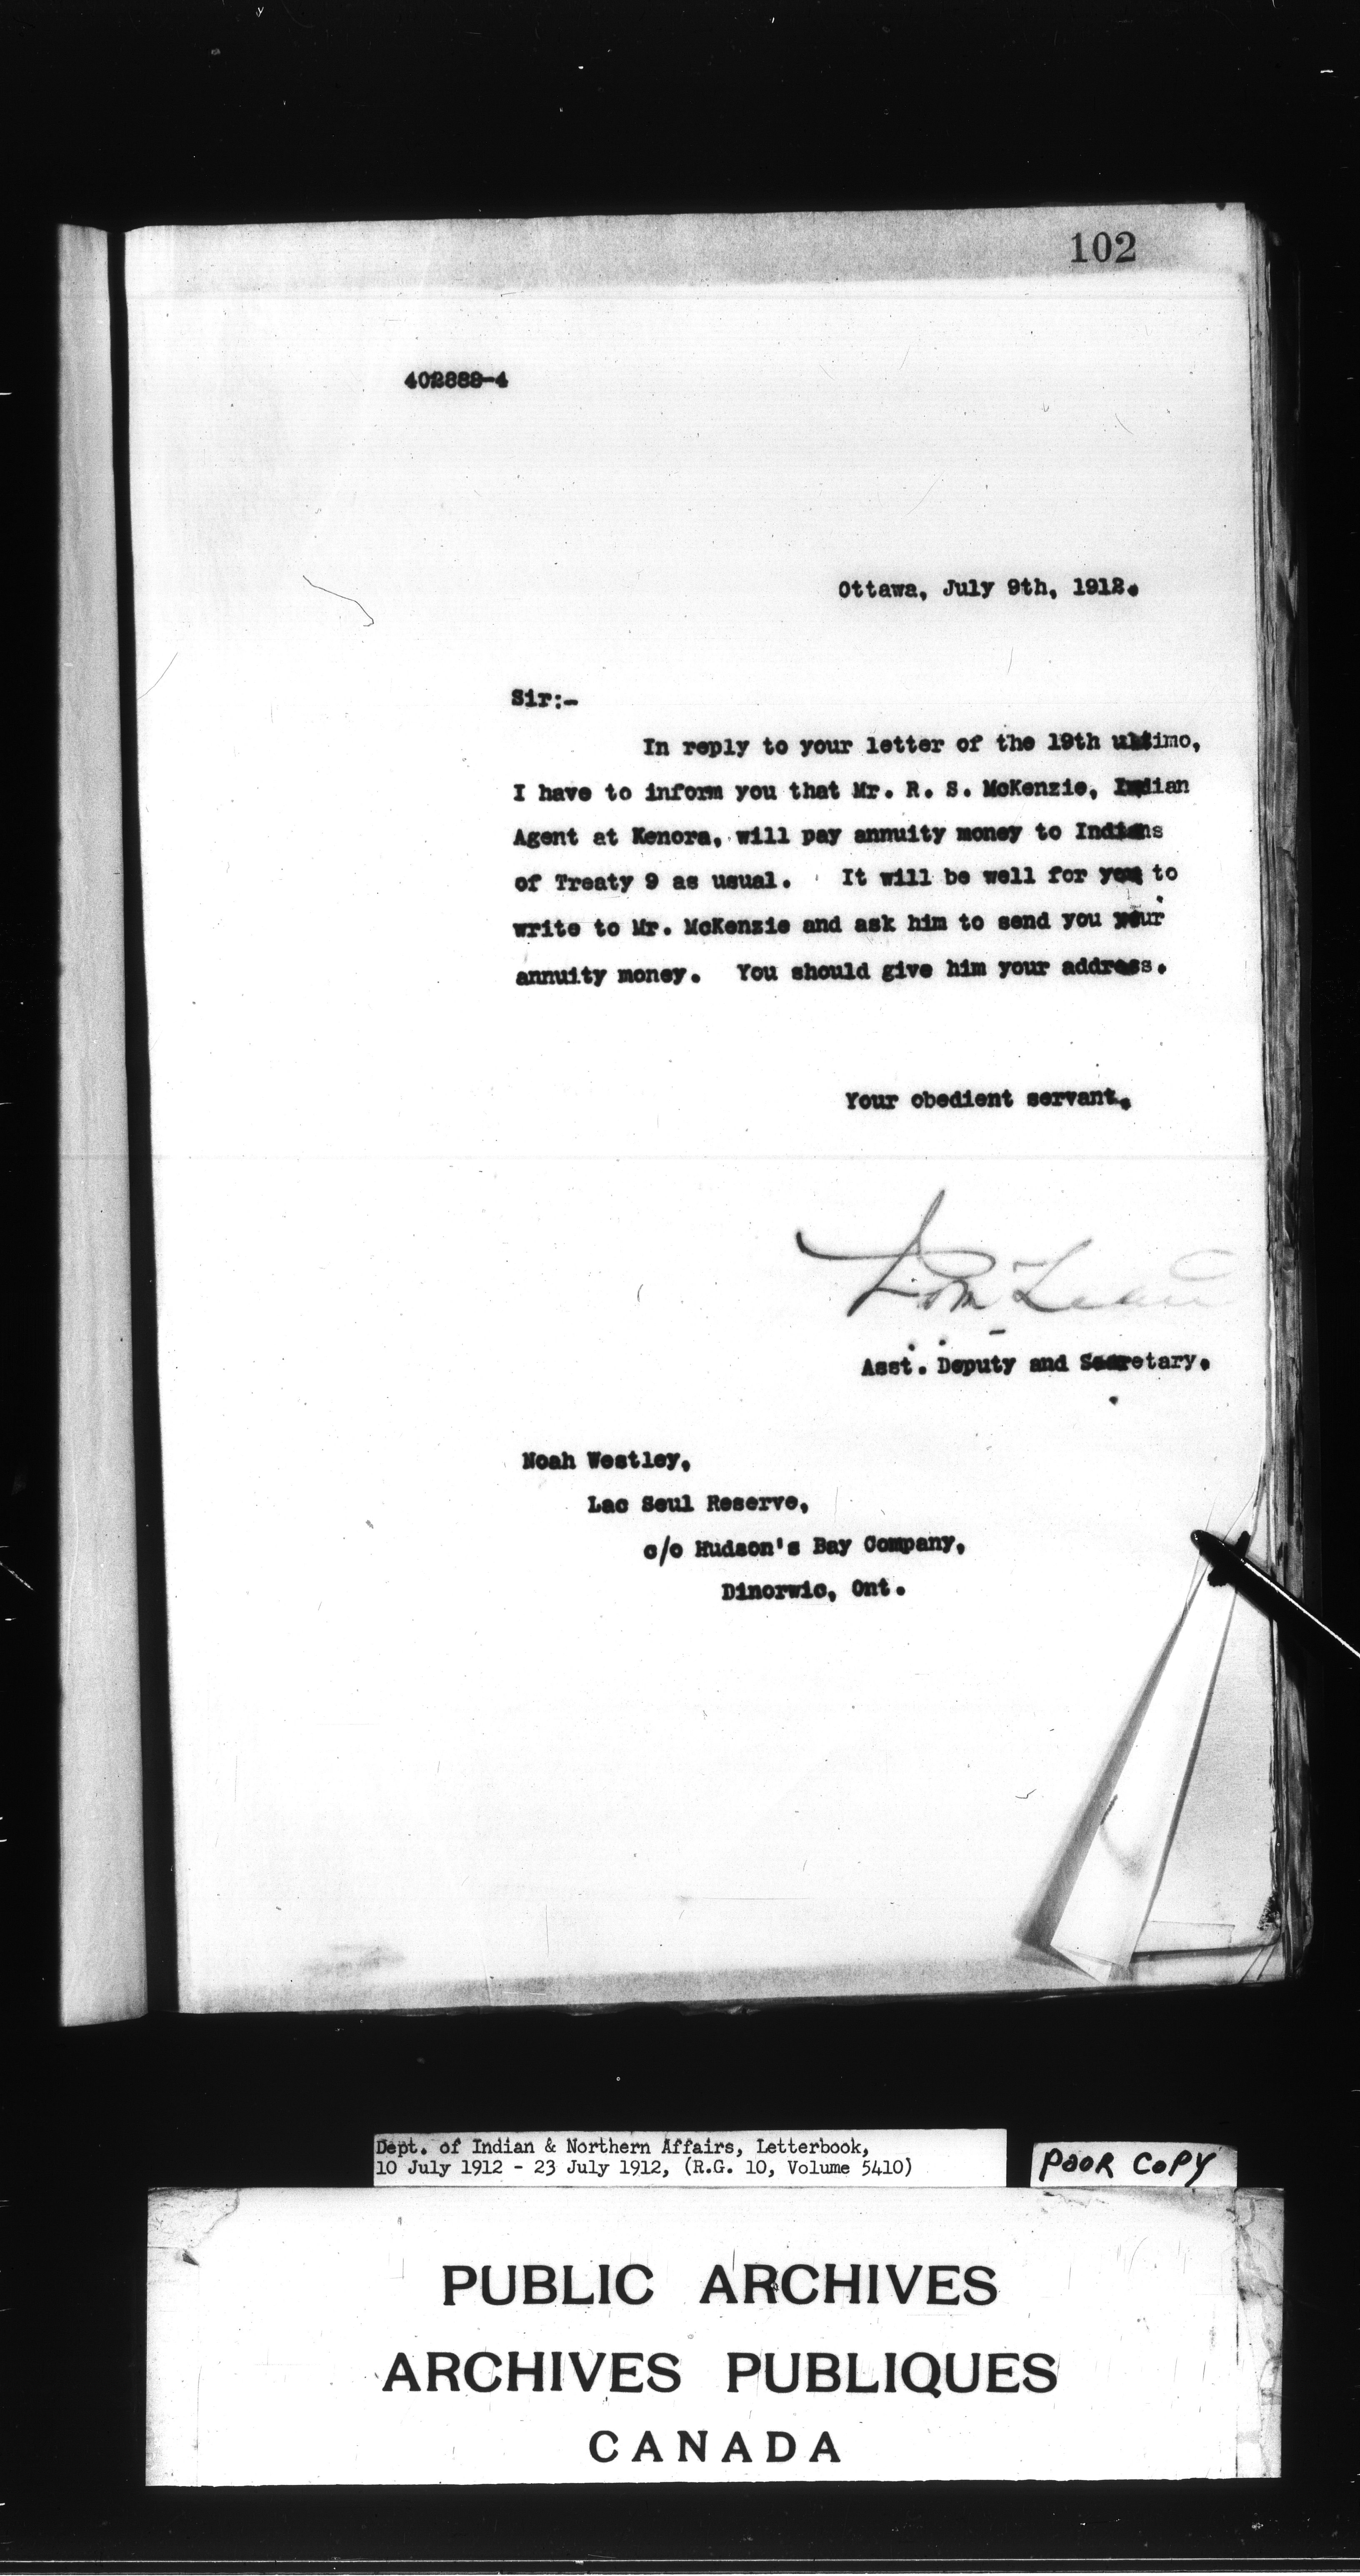 102
402888-4
Ottawa, July 9th, 1912.
Sir:-
In reply to your letter of the 19th ultimo,
I have to inform you that Mr. R. S. McKenzie, Indian
Agent at Kenora, will pay annuity money to Indians
of Treaty 9 as usual. It will be well for you to
write to Mr. McKenzie and ask him to send you your
annuity money. You should give him your address.
Your obedient servant,
Asst. Deputy and Secretary.
Noah Westley,
Lac Seul Reserve,
c/o Hudson's Bay Company,
Dinorwic, Ont.
Dept. of Indian & Northern Affairs, Letterbook,
10 July 1912 - 23 July 1912, (R.G. 10, Volume 5410)
POOR COPY
PUBLIC ARCHIVES
ARCHIVES PUBLIQUES
CANADA